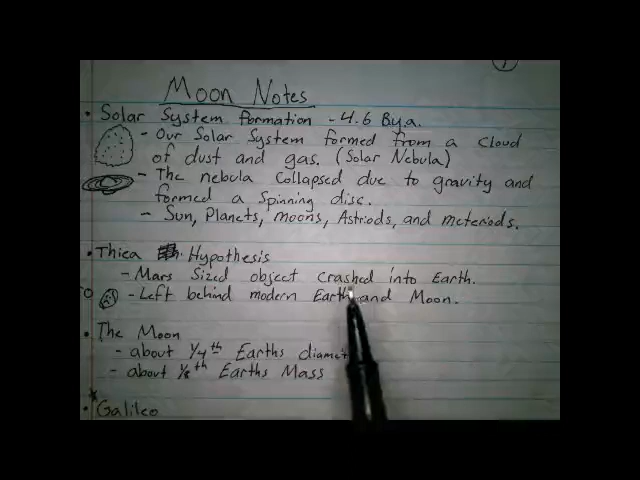 Moon Notes
• Solar System Formation - 4.6 By.a.
- Our Solar System formed from a cloud
of dust and gas. (Solar Nebula)
- The nebula Collapsed due to gravity and
formed a Spinning disc.
- Sun, Planets, moons, Astriods, and meteriods.
• Thiea Hypothesis
- Mars Sized object crashed into Earth.
- Left behind modern Earth and Moon.
• The Moon
- about 1/4th Earths diamet
- about 1/8th Earths Mass
• Galileo